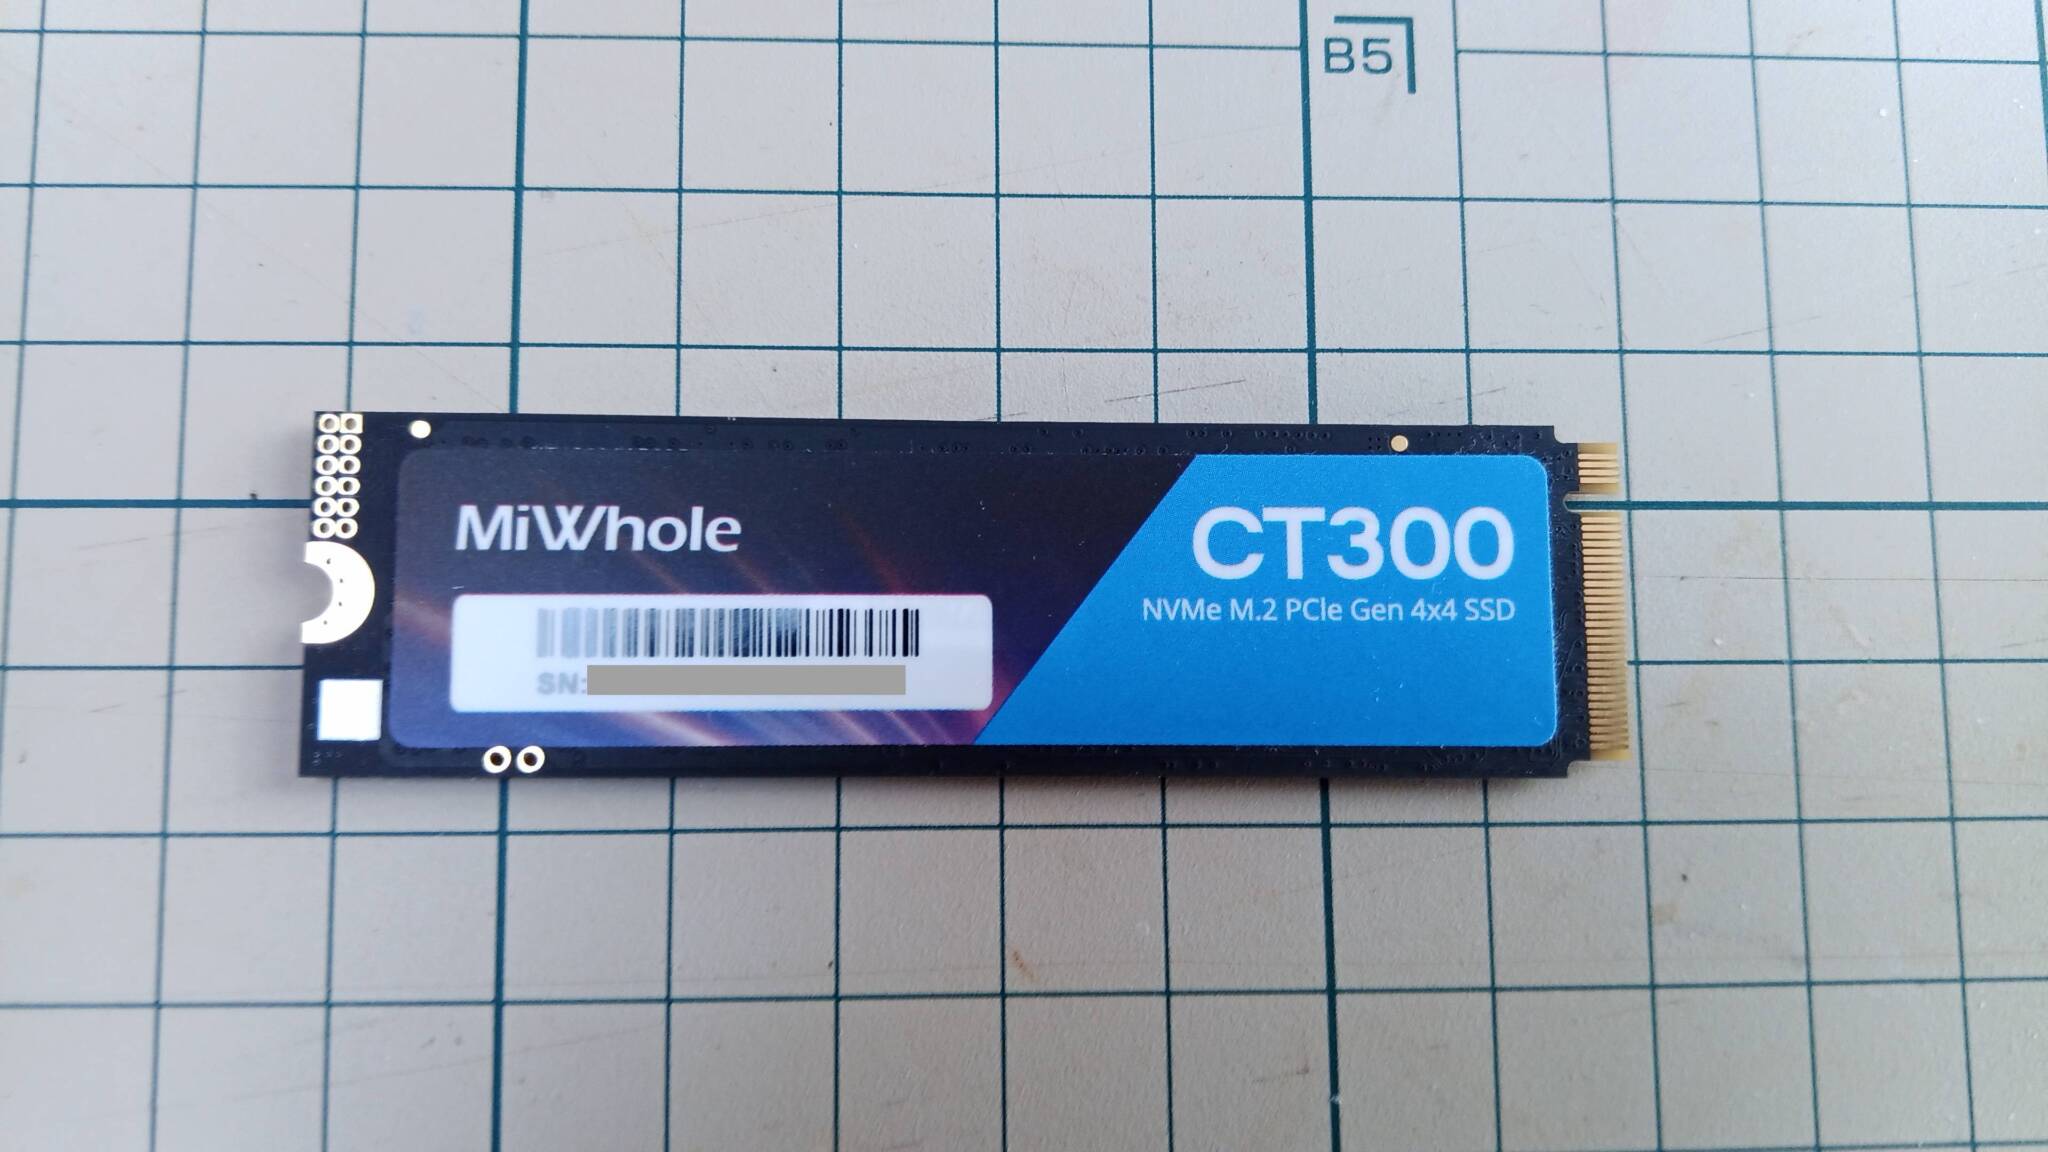 B5
MiWhole
CT300
NVMe M.2 PCIe Gen 4x4 SSD
SN: